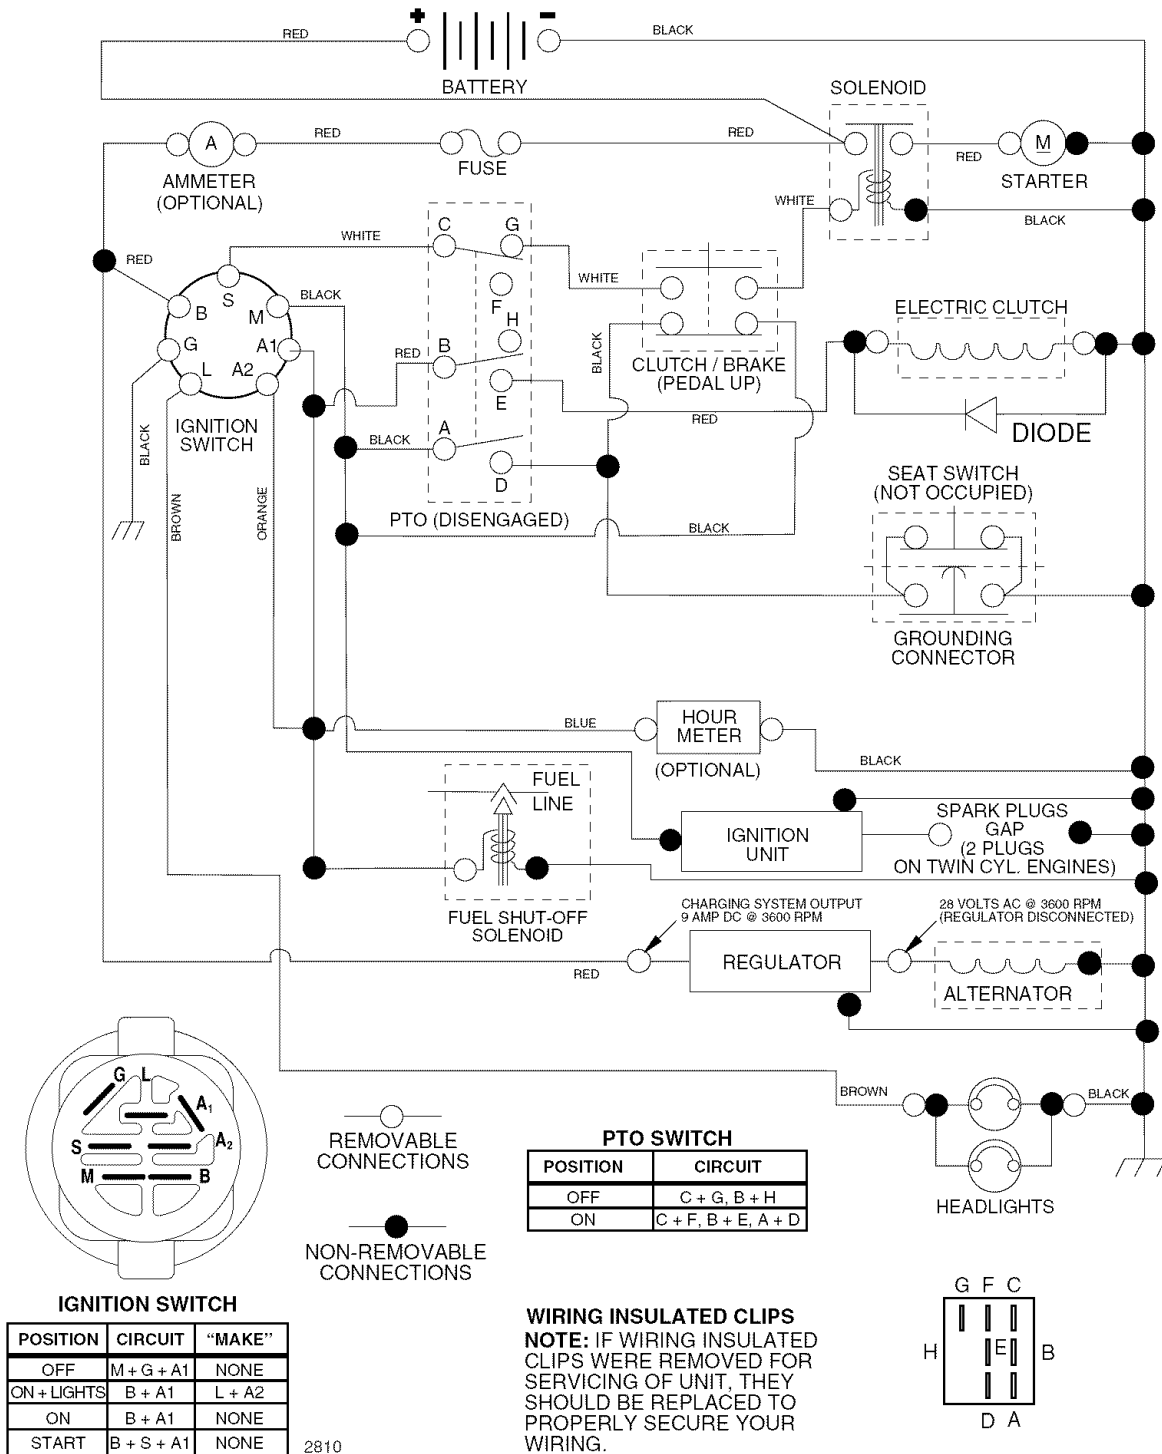 + −
RED
BLACK
BATTERY
SOLENOID
RED
RED
A
M
RED
FUSE
AMMETER
(OPTIONAL)
STARTER
WHITE
BLACK
WHITE
C
G
RED
S
F
WHITE
B
M
BLACK
ELECTRIC CLUTCH
H
G
A1
B
RED
BLACK
CLUTCH / BRAKE
(PEDAL UP)
L
A2
E
RED
IGNITION
SWITCH
A
BLACK
DIODE
BLACK
SEAT SWITCH
(NOT OCCUPIED)
D
BROWN
ORANGE
PTO (DISENGAGED)
BLACK
GROUNDING
CONNECTOR
BLUE
HOUR
METER
(OPTIONAL)
BLACK
FUEL
LINE
IGNITION
UNIT
SPARK PLUGS
GAP
(2 PLUGS
ON TWIN CYL. ENGINES)
FUEL SHUT-OFF
SOLENOID
CHARGING SYSTEM OUTPUT
9 AMP DC @ 3600 RPM
28 VOLTS AC @ 3600 RPM
(REGULATOR DISCONNECTED)
RED
REGULATOR
ALTERNATOR
G L
A1
S
A2
M
B
BROWN
BLACK
HEADLIGHTS
REMOVABLE
CONNECTIONS
NON-REMOVABLE
CONNECTIONS
PTO SWITCH
POSITION CIRCUIT
OFF C + G, B + H
ON C + F, B + E, A + D
IGNITION SWITCH
POSITION CIRCUIT “MAKE”
OFF M + G + A1 NONE
ON + LIGHTS B + A1 L + A2
ON B + A1 NONE
START B + S + A1 NONE
2810
WIRING INSULATED CLIPS
NOTE: IF WIRING INSULATED
CLIPS WERE REMOVED FOR
SERVICING OF UNIT, THEY
SHOULD BE REPLACED TO
PROPERLY SECURE YOUR
WIRING.
G F C
H E B
D A